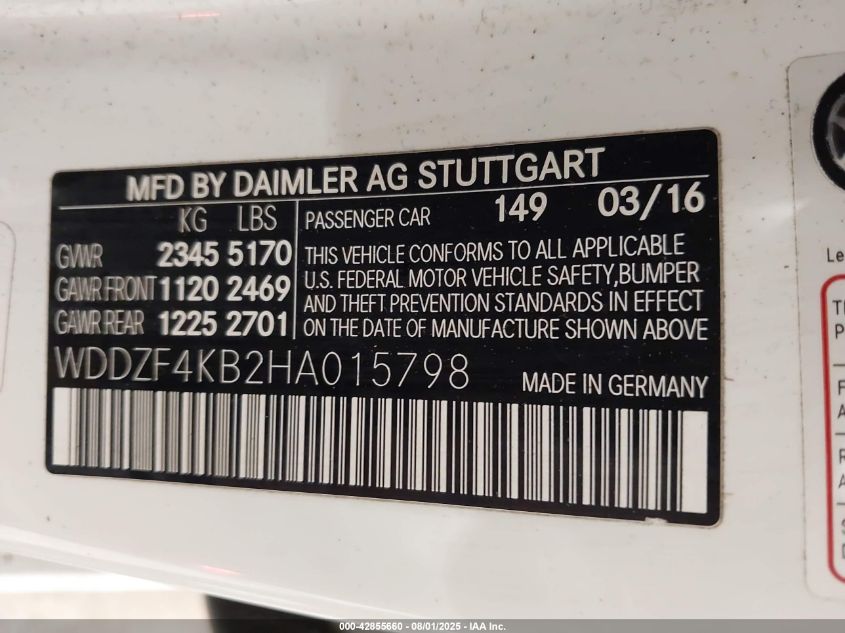 MFD BY DAIMLER AG STUTTGART
KG LBS
GVWR 2345 5170
GAWR FRONT 1120 2469
GAWR REAR 1225 2701
PASSENGER CAR 149 03/16
THIS VEHICLE CONFORMS TO ALL APPLICABLE
U.S. FEDERAL MOTOR VEHICLE SAFETY,BUMPER
AND THEFT PREVENTION STANDARDS IN EFFECT
ON THE DATE OF MANUFACTURE SHOWN ABOVE
WDDZF4KB2HA015798
MADE IN GERMANY
Le
000-42855660 - 08/01/2025 - IAA Inc.